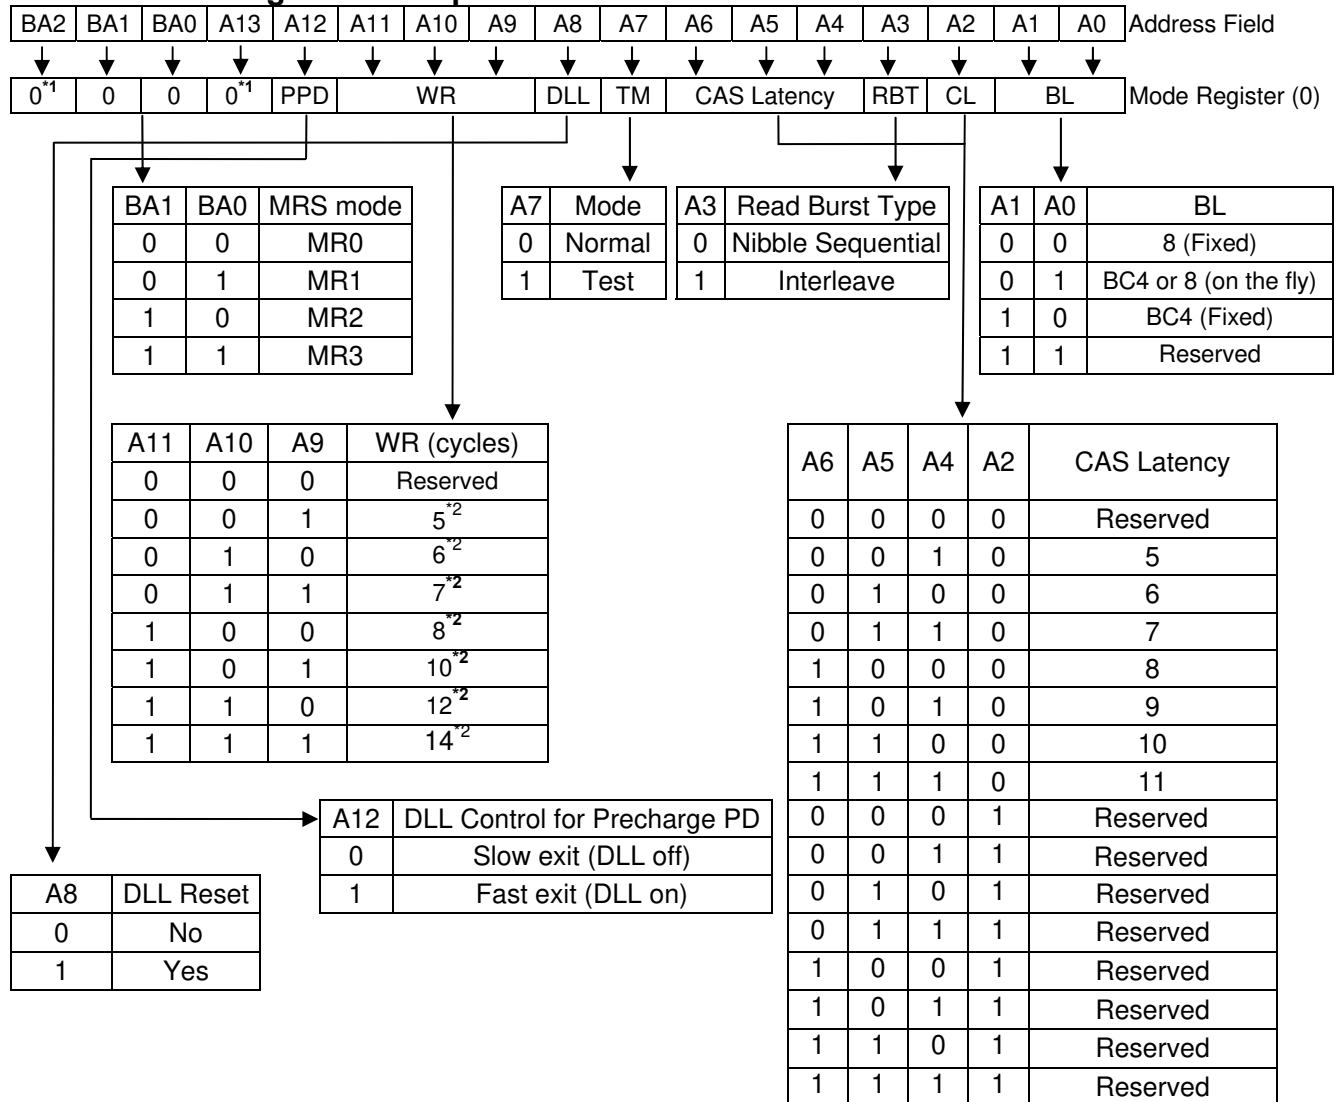 BA2 BA1 BA0 A13 A12 A11 A10 A9 A8 A7 A6 A5 A4 A3 A2 A1 A0 Address Field
0*1 0 0 0*1 PPD WR DLL TM CAS Latency RBT CL BL Mode Register (0)
BA1 BA0 MRS mode
0 0 MR0
0 1 MR1
1 0 MR2
1 1 MR3
A7 Mode
0 Normal
1 Test
A3 Read Burst Type
0 Nibble Sequential
1 Interleave
A1 A0 BL
0 0 8 (Fixed)
0 1 BC4 or 8 (on the fly)
1 0 BC4 (Fixed)
1 1 Reserved
A11 A10 A9 WR (cycles)
0 0 0 Reserved
0 0 1 5*2
0 1 0 6*2
0 1 1 7*2
1 0 0 8*2
1 0 1 10*2
1 1 0 12*2
1 1 1 14*2
A6 A5 A4 A2 CAS Latency
0 0 0 0 Reserved
0 0 1 0 5
0 1 0 0 6
0 1 1 0 7
1 0 0 0 8
1 0 1 0 9
1 1 0 0 10
1 1 1 0 11
0 0 0 1 Reserved
0 0 1 1 Reserved
0 1 0 1 Reserved
0 1 1 1 Reserved
1 0 0 1 Reserved
1 0 1 1 Reserved
1 1 0 1 Reserved
1 1 1 1 Reserved
A12 DLL Control for Precharge PD
0 Slow exit (DLL off)
1 Fast exit (DLL on)
A8 DLL Reset
0 No
1 Yes